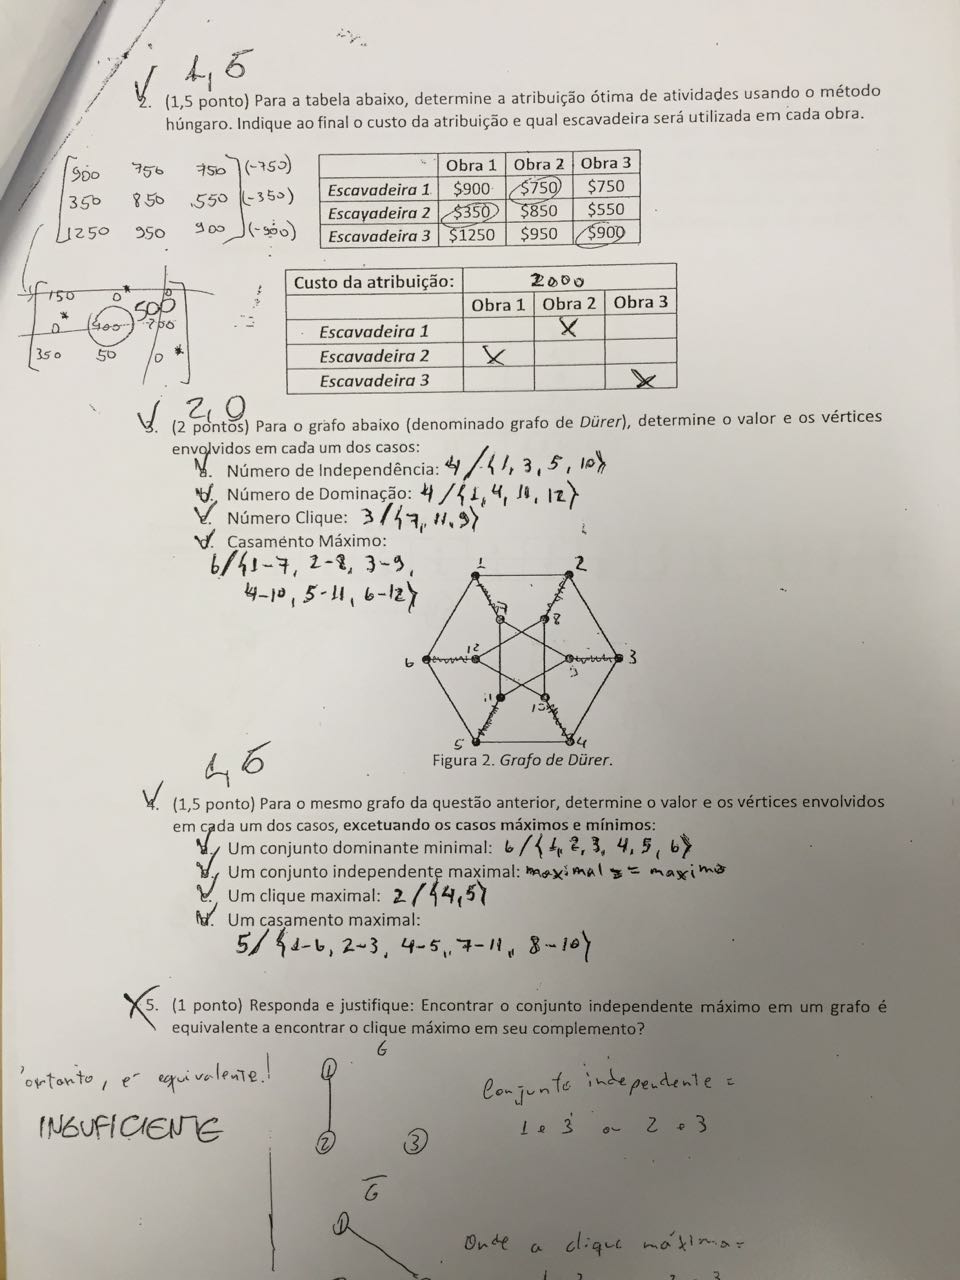 1,5
2. (1,5 ponto) Para a tabela abaixo, determine a atribuição ótima de atividades usando o método
húngaro. Indique ao final o custo da atribuição e qual escavadeira será utilizada em cada obra.
900 750 750 (-750)
350 850 550 (-350)
1250 950 900 (-900)
Obra 1 Obra 2 Obra 3
Escavadeira 1 $900 $750 $750
Escavadeira 2 $350 $850 $550
Escavadeira 3 $1250 $950 $900
150 0* 0
0* 500 200
350 50 0*
Custo da atribuição: 2000
Obra 1 Obra 2 Obra 3
Escavadeira 1 X
Escavadeira 2 X
Escavadeira 3 X
2,0
3. (2 pontos) Para o grafo abaixo (denominado grafo de Dürer), determine o valor e os vértices
envolvidos em cada um dos casos:
a. Número de Independência: 4/{1, 3, 5, 10}
b. Número de Dominação: 4/{1, 4, 11, 12}
c. Número Clique: 3/{7, 11, 9}
d. Casamento Máximo:
6/{1-7, 2-8, 3-9,
4-10, 5-11, 6-12}
1 2
7 8
6 12 9 3
11 10
5 4
Figura 2. Grafo de Dürer.
1,5
4. (1,5 ponto) Para o mesmo grafo da questão anterior, determine o valor e os vértices envolvidos
em cada um dos casos, excetuando os casos máximos e mínimos:
Um conjunto dominante minimal: 6/{1, 2, 3, 4, 5, 6}
Um conjunto independente maximal: maximal = máximo
c. Um clique maximal: 2/{4,5}
d. Um casamento maximal:
5/{1-6, 2-3, 4-5, 7-11, 8-10}
5. (1 ponto) Responda e justifique: Encontrar o conjunto independente máximo em um grafo é
equivalente a encontrar o clique máximo em seu complemento?
G
ortanto, é equivalente!
1
Conjunto independente =
INSUFICIENTE
2 3
1 e 3 ou 2 e 3
G
1
Onde a clique máxima=